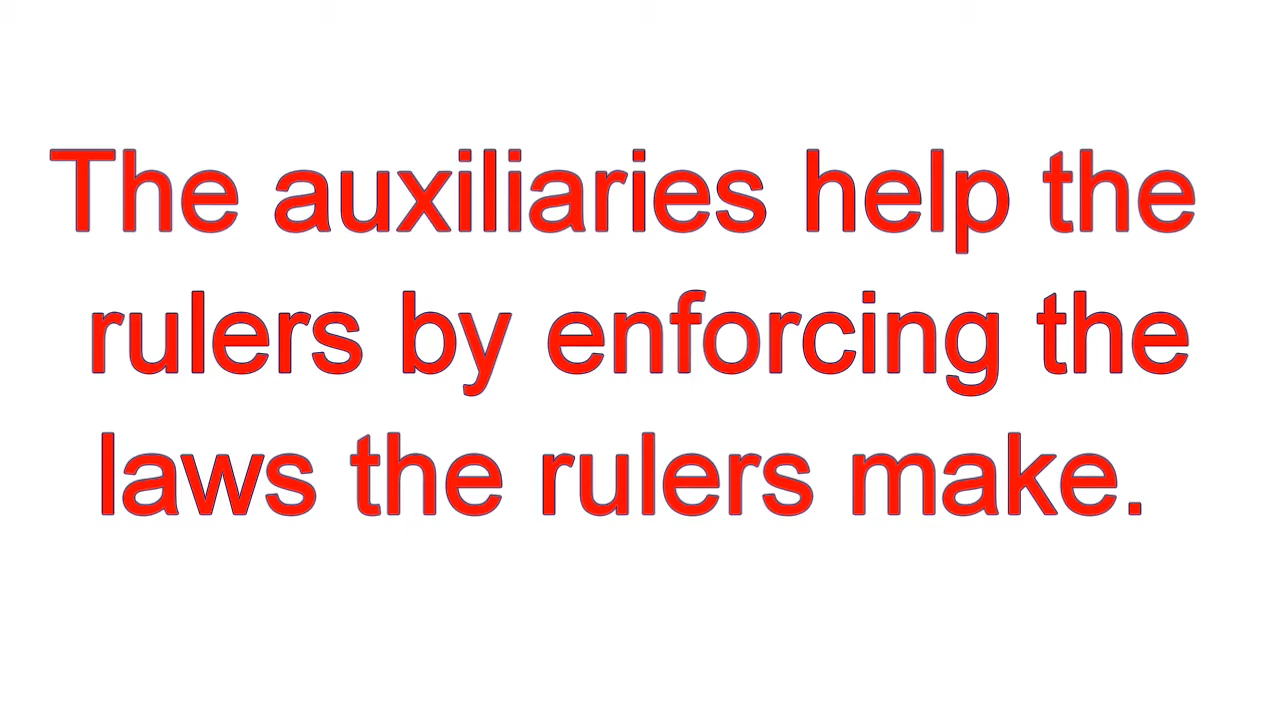 The auxiliaries help the
rulers by enforcing the
laws the rulers make.